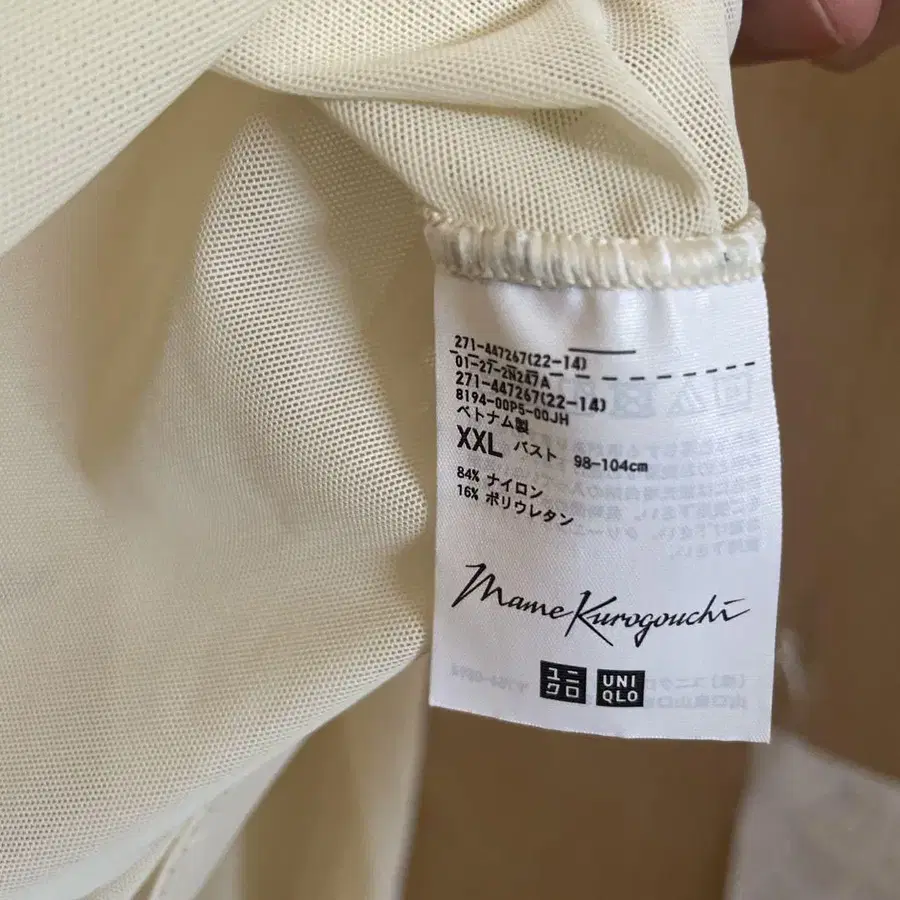 271-447267(22-14)
01-27-2N247A
271-447267(22-14)
8194-00P5-00JH
ベトナム製
XXL バスト 98-104cm
84% ナイロン
16% ポリウレタン
Mame Kurogouchi
ユニ
クロ
UNI
QLO